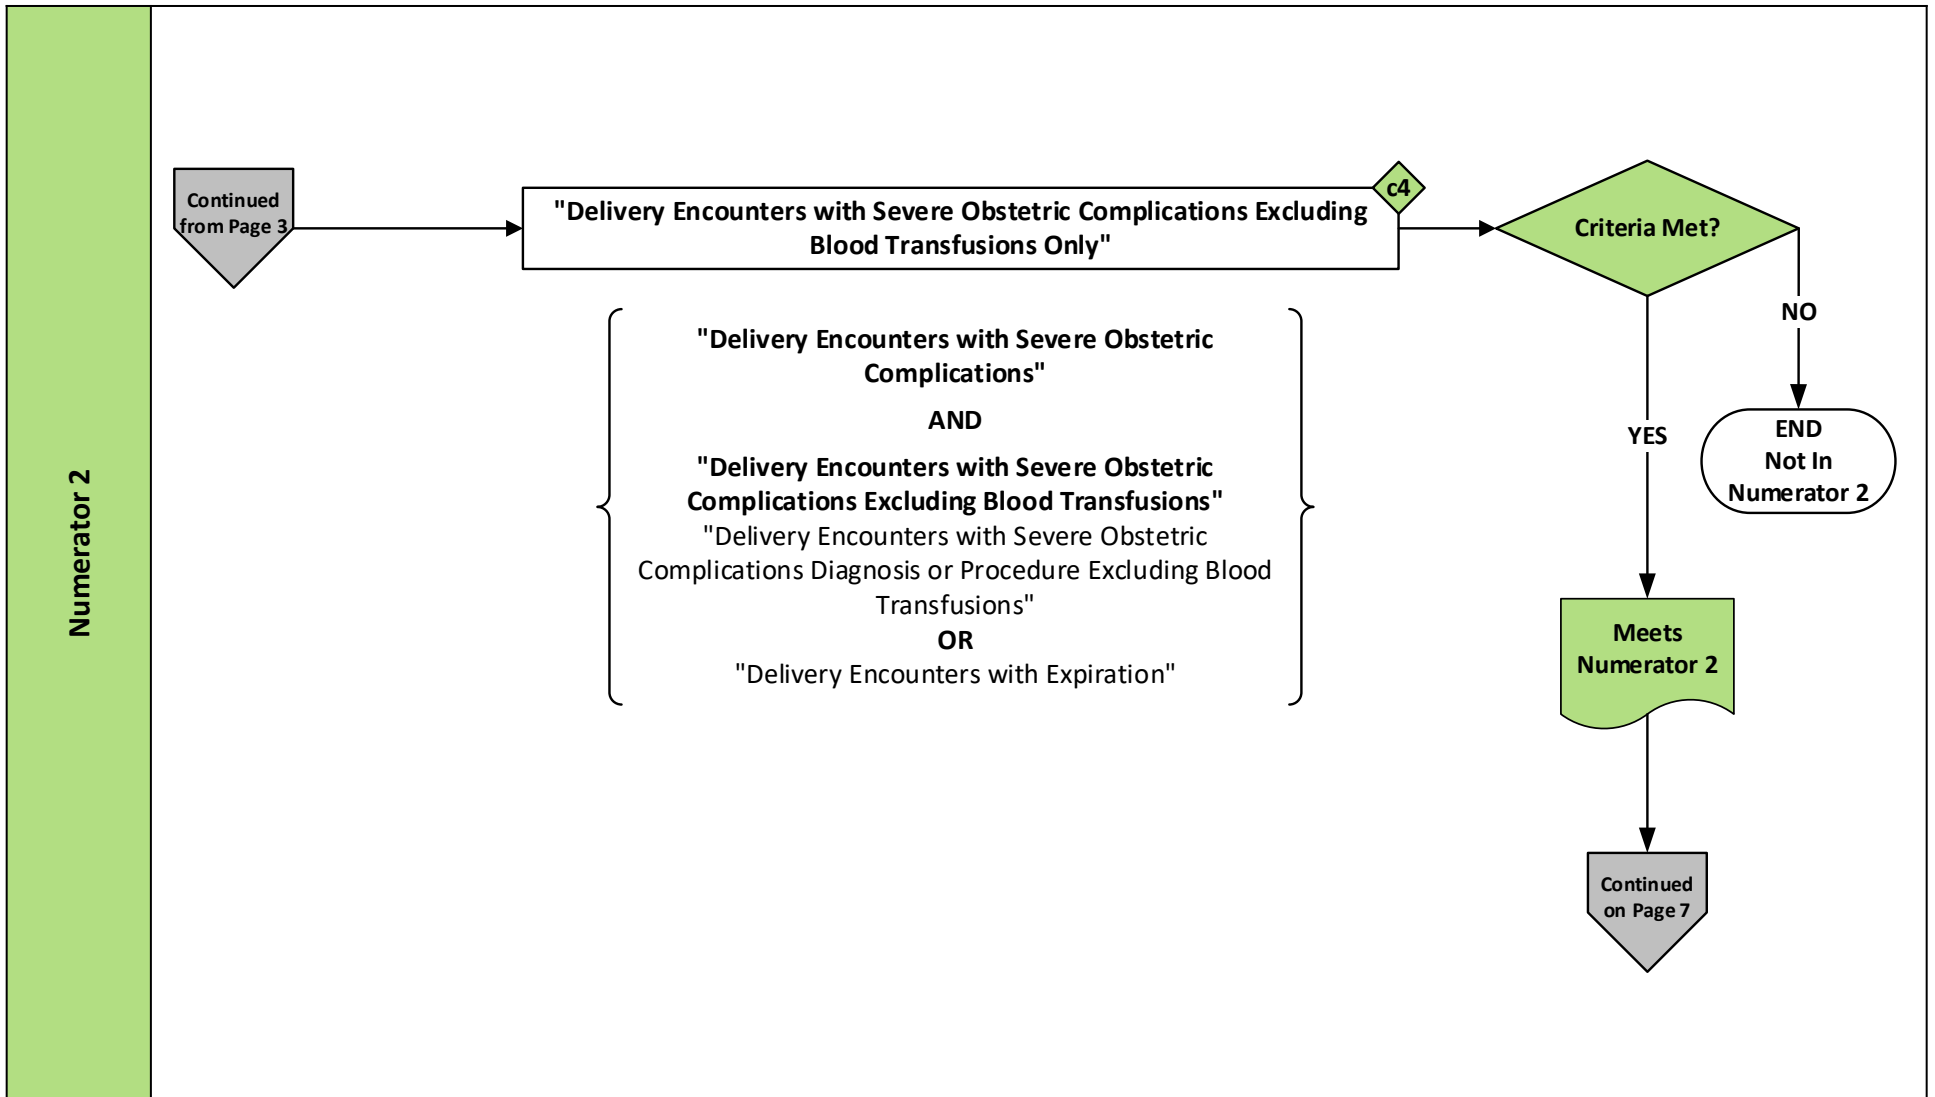 Numerator 2
Continued
from Page 3
c4
"Delivery Encounters with Severe Obstetric Complications Excluding
Blood Transfusions Only"
Criteria Met?
NO
YES
END
Not In
Numerator 2
"Delivery Encounters with Severe Obstetric
Complications"
AND
"Delivery Encounters with Severe Obstetric
Complications Excluding Blood Transfusions"
"Delivery Encounters with Severe Obstetric
Complications Diagnosis or Procedure Excluding Blood
Transfusions"
OR
"Delivery Encounters with Expiration"
Meets
Numerator 2
Continued
on Page 7